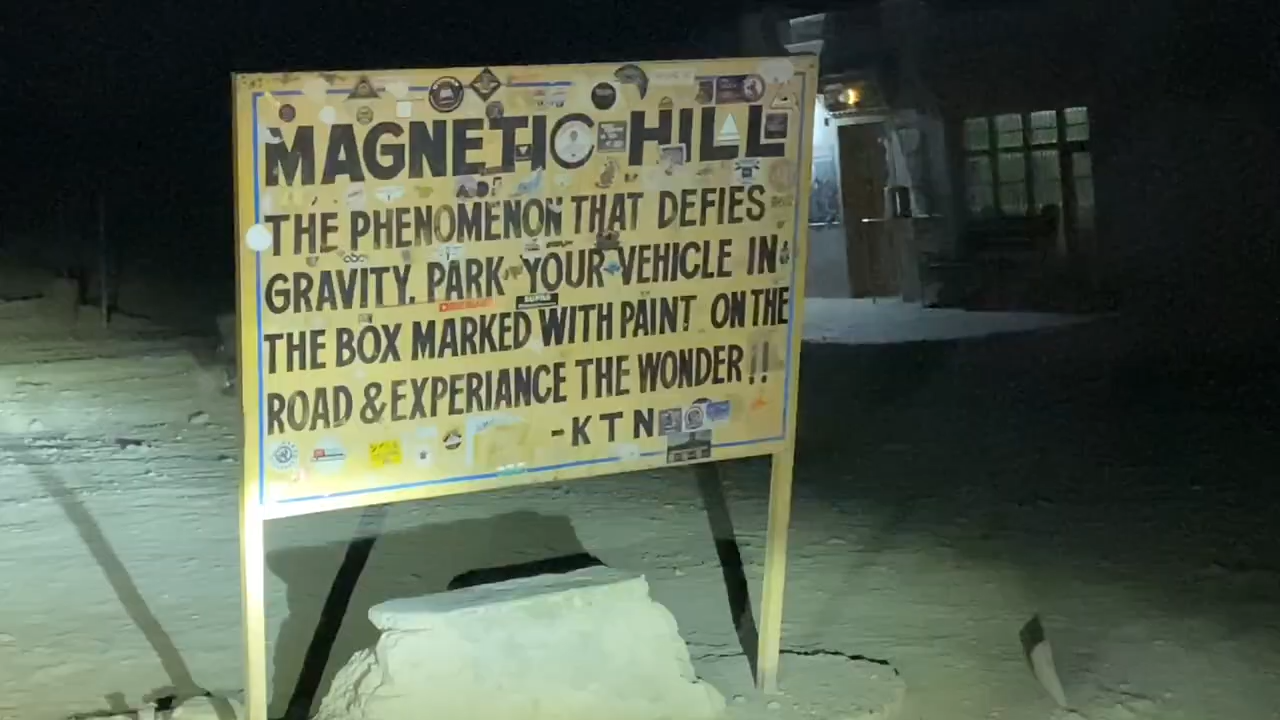 MAGNETIC HILL
THE PHENOMENON THAT DEFIES
GRAVITY. PARK YOUR VEHICLE IN
THE BOX MARKED WITH PAINT ON THE
ROAD & EXPERIANCE THE WONDER !!
- K T N